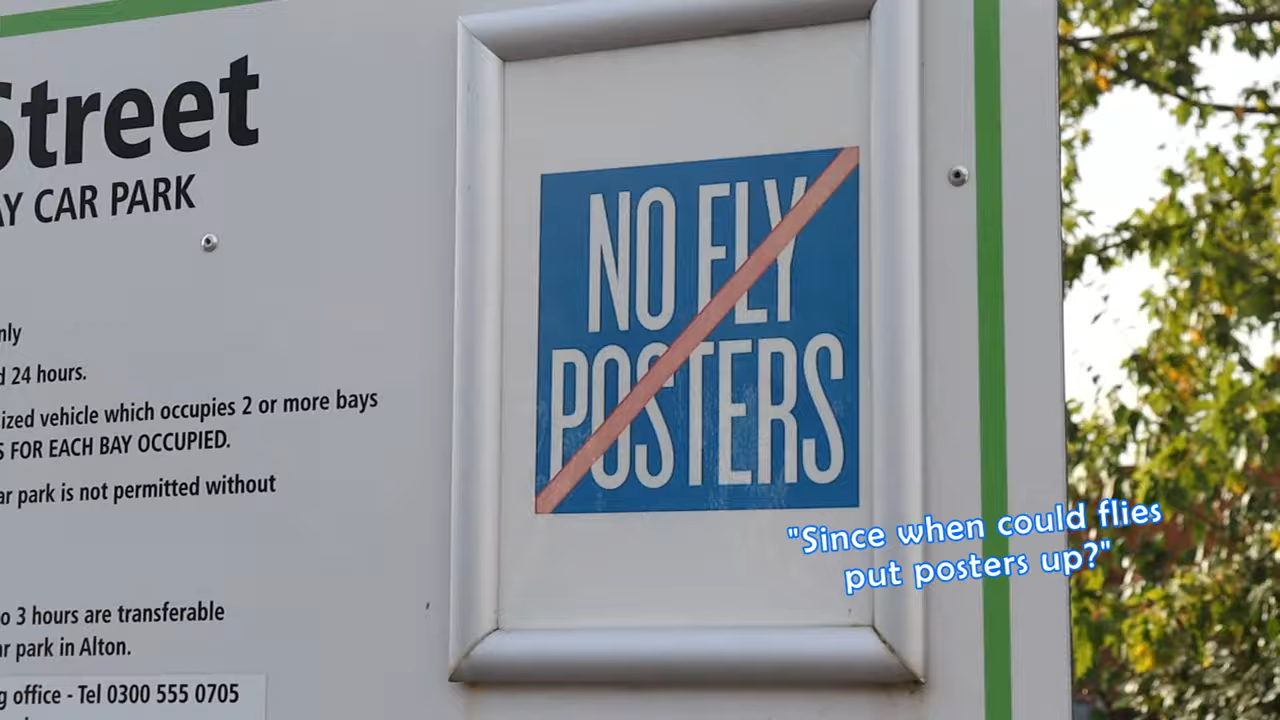 Street
AY CAR PARK
nly
d 24 hours.
ized vehicle which occupies 2 or more bays
S FOR EACH BAY OCCUPIED.
ar park is not permitted without
o 3 hours are transferable
ar park in Alton.
g office - Tel 0300 555 0705
NO FLY
POSTERS
"Since when could flies
put posters up?"